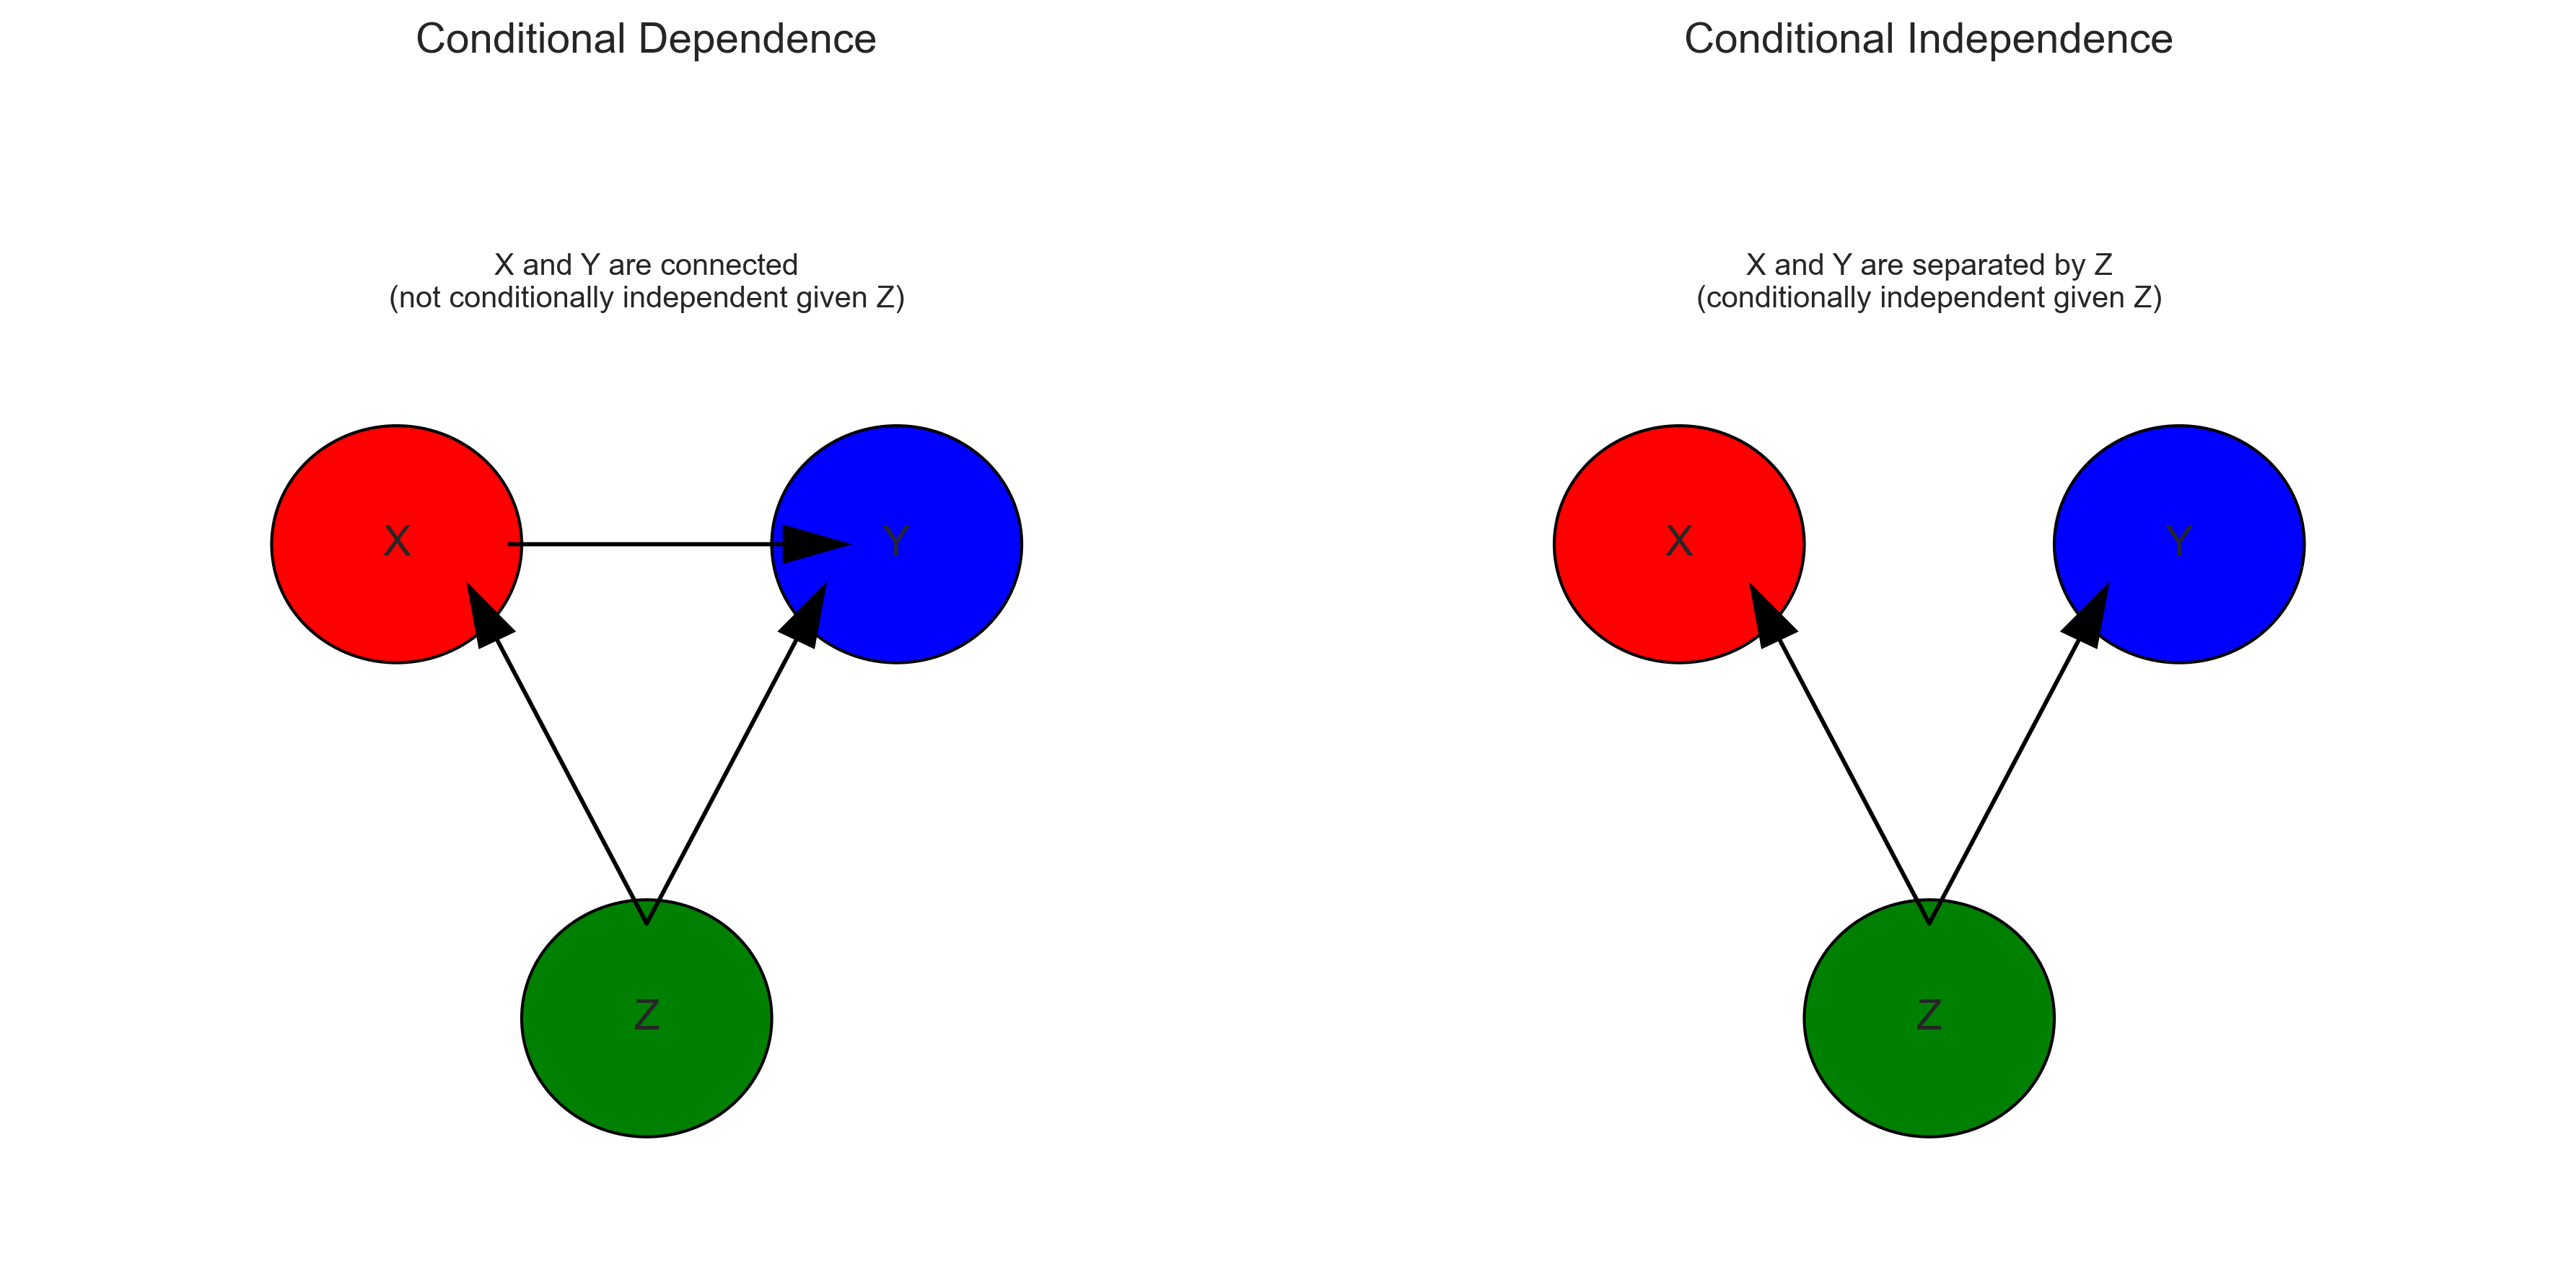 Conditional Dependence
X and Y are connected
(not conditionally independent given Z)
X
Y
Z
Conditional Independence
X and Y are separated by Z
(conditionally independent given Z)
X
Y
Z